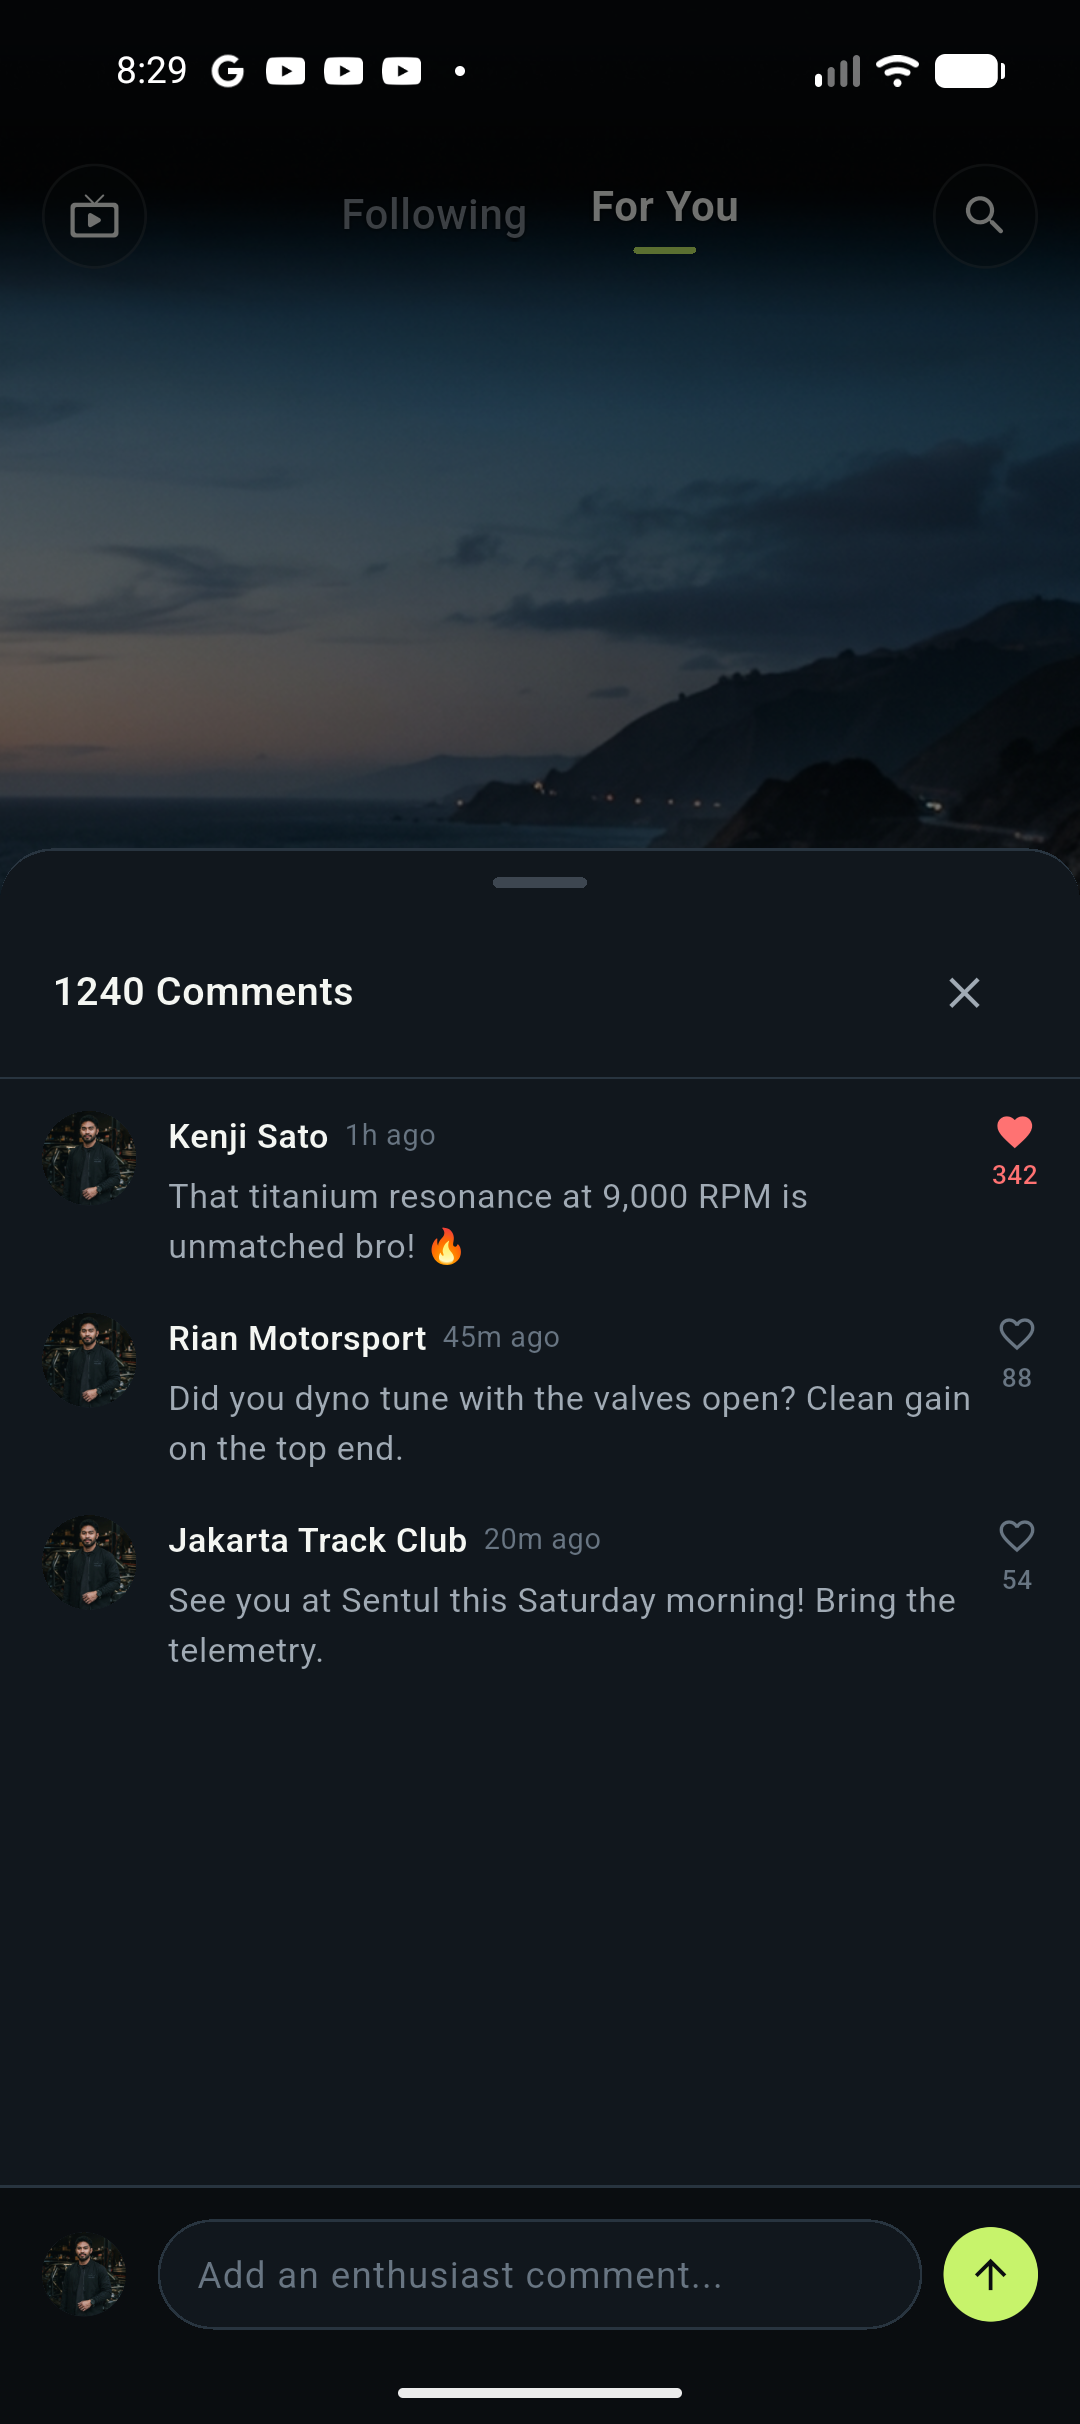 8:29
Following
For You
1240 Comments
Kenji Sato 1h ago
342
That titanium resonance at 9,000 RPM is
unmatched bro! 🔥
Rian Motorsport 45m ago
88
Did you dyno tune with the valves open? Clean gain
on the top end.
Jakarta Track Club 20m ago
54
See you at Sentul this Saturday morning! Bring the
telemetry.
Add an enthusiast comment...